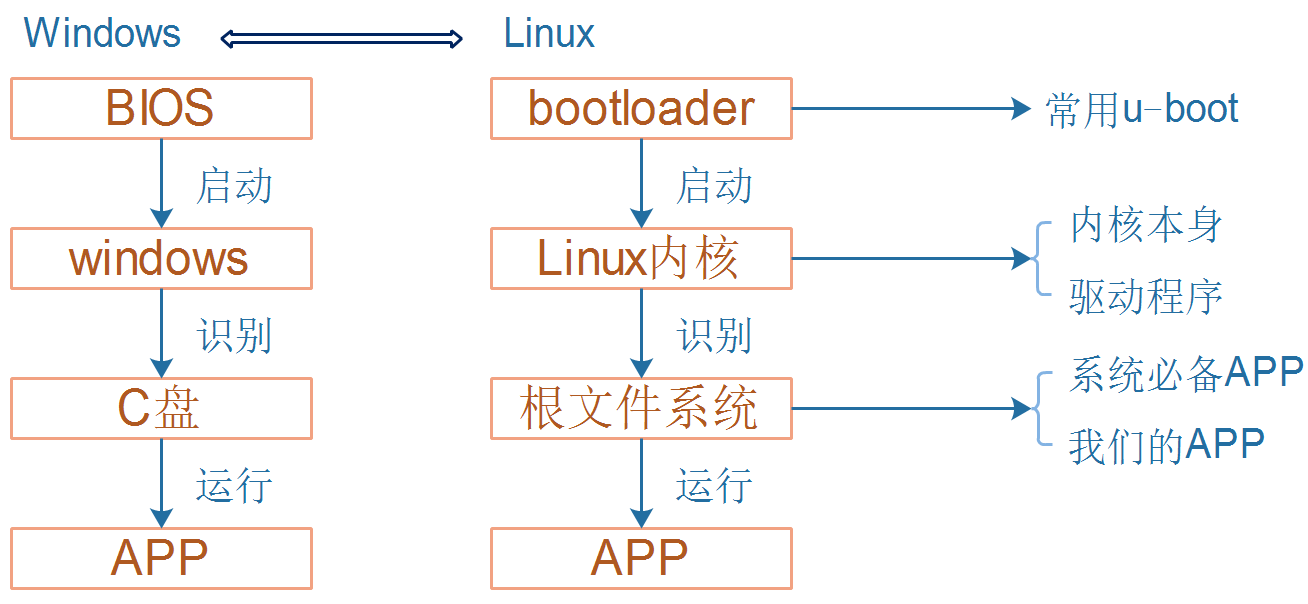 Windows
Linux
BIOS
bootloader
常用u-boot
启动
启动
windows
Linux内核
内核本身
驱动程序
识别
识别
C盘
根文件系统
系统必备APP
我们的APP
运行
运行
APP
APP